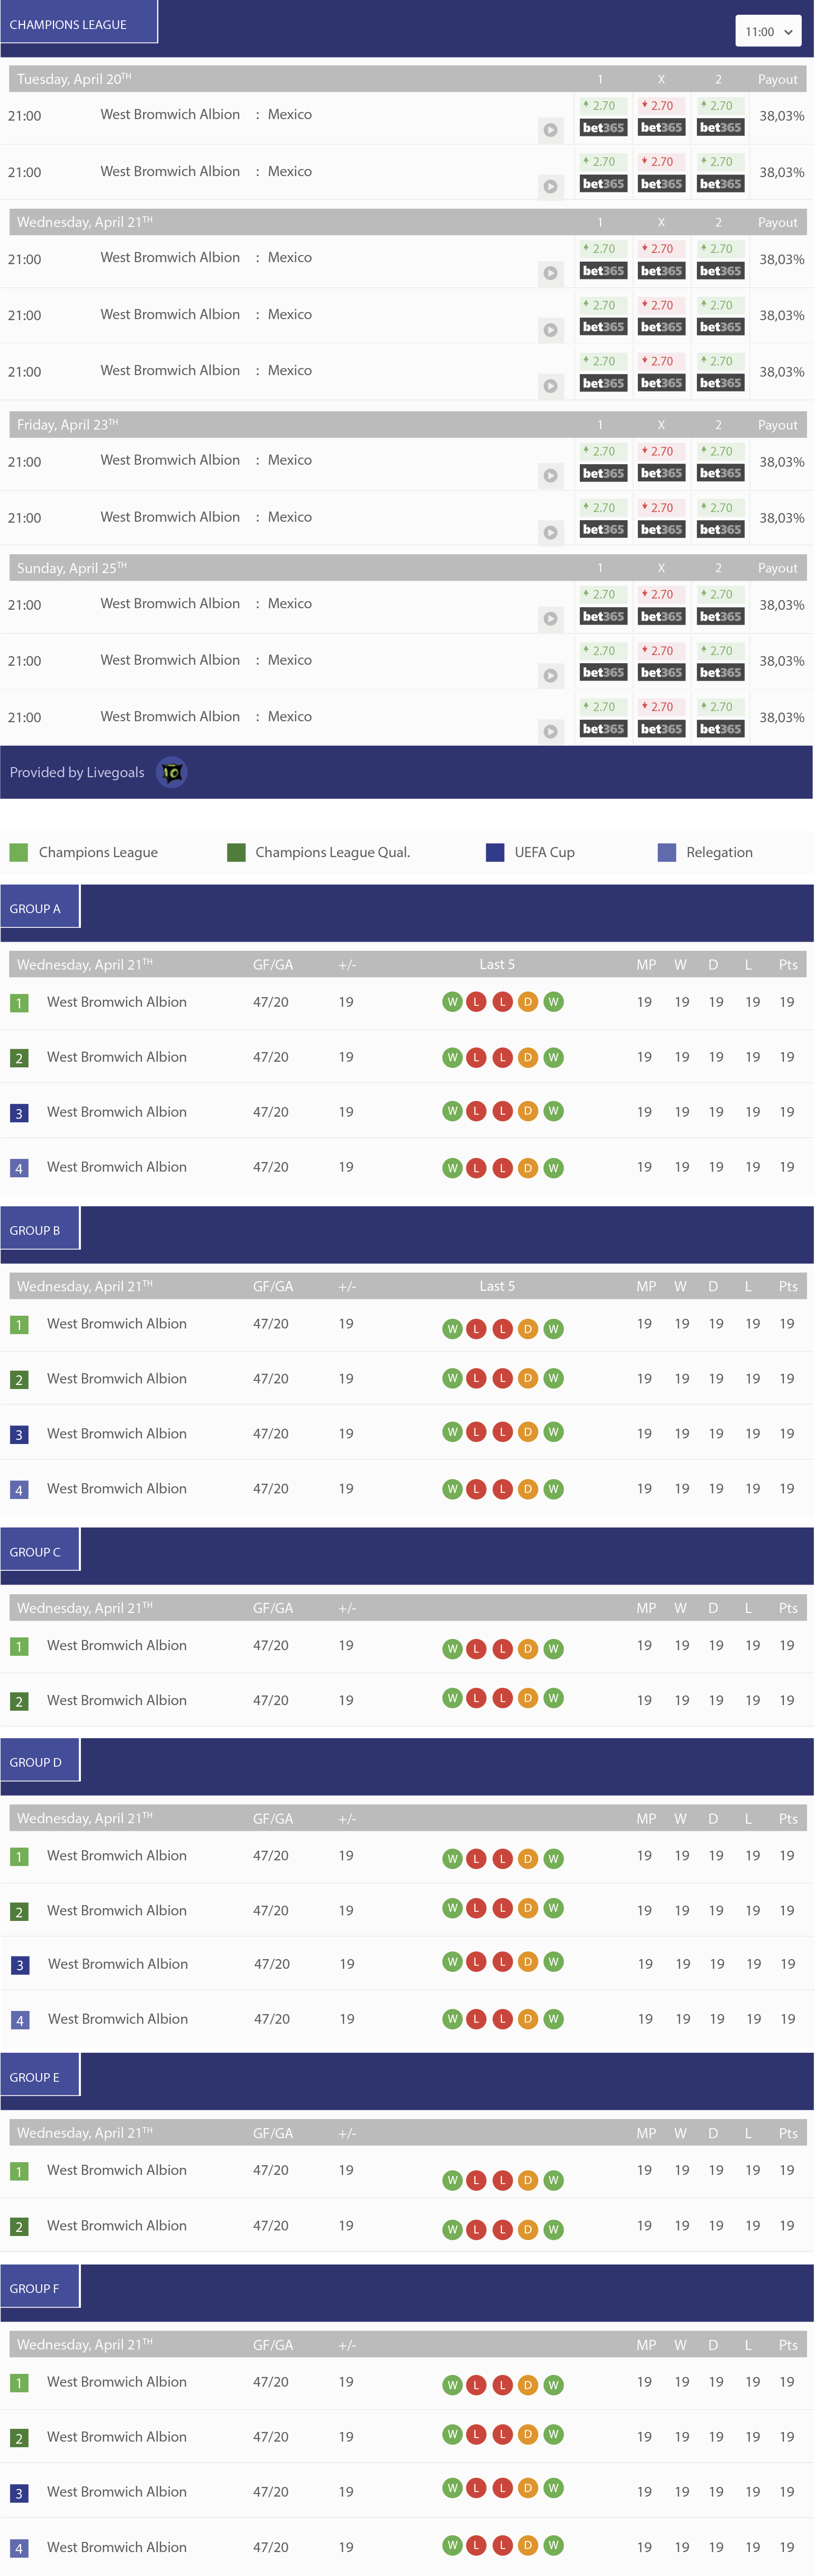 CHAMPIONS LEAGUE
11:00
Tuesday, April 20TH 1 X 2 Payout
2.70 2.70 2.70
21:00 West Bromwich Albion : Mexico 38,03%
bet365 bet365 bet365
2.70 2.70 2.70
21:00 West Bromwich Albion : Mexico 38,03%
bet365 bet365 bet365
Wednesday, April 21TH 1 X 2 Payout
2.70 2.70 2.70
21:00 West Bromwich Albion : Mexico 38,03%
bet365 bet365 bet365
2.70 2.70 2.70
21:00 West Bromwich Albion : Mexico 38,03%
bet365 bet365 bet365
2.70 2.70 2.70
21:00 West Bromwich Albion : Mexico 38,03%
bet365 bet365 bet365
Friday, April 23TH 1 X 2 Payout
2.70 2.70 2.70
21:00 West Bromwich Albion : Mexico 38,03%
bet365 bet365 bet365
2.70 2.70 2.70
21:00 West Bromwich Albion : Mexico 38,03%
bet365 bet365 bet365
Sunday, April 25TH 1 X 2 Payout
2.70 2.70 2.70
21:00 West Bromwich Albion : Mexico 38,03%
bet365 bet365 bet365
2.70 2.70 2.70
21:00 West Bromwich Albion : Mexico 38,03%
bet365 bet365 bet365
2.70 2.70 2.70
21:00 West Bromwich Albion : Mexico 38,03%
bet365 bet365 bet365
Provided by Livegoals
Champions League Champions League Qual. UEFA Cup Relegation
GROUP A
Wednesday, April 21TH GF/GA +/- Last 5 MP W D L Pts
1 West Bromwich Albion 47/20 19 W L L D W 19 19 19 19 19
2 West Bromwich Albion 47/20 19 W L L D W 19 19 19 19 19
3 West Bromwich Albion 47/20 19 W L L D W 19 19 19 19 19
4 West Bromwich Albion 47/20 19 W L L D W 19 19 19 19 19
GROUP B
Wednesday, April 21TH GF/GA +/- Last 5 MP W D L Pts
1 West Bromwich Albion 47/20 19 W L L D W 19 19 19 19 19
2 West Bromwich Albion 47/20 19 W L L D W 19 19 19 19 19
3 West Bromwich Albion 47/20 19 W L L D W 19 19 19 19 19
4 West Bromwich Albion 47/20 19 W L L D W 19 19 19 19 19
GROUP C
Wednesday, April 21TH GF/GA +/- MP W D L Pts
1 West Bromwich Albion 47/20 19 W L L D W 19 19 19 19 19
2 West Bromwich Albion 47/20 19 W L L D W 19 19 19 19 19
GROUP D
Wednesday, April 21TH GF/GA +/- MP W D L Pts
1 West Bromwich Albion 47/20 19 W L L D W 19 19 19 19 19
2 West Bromwich Albion 47/20 19 W L L D W 19 19 19 19 19
3 West Bromwich Albion 47/20 19 W L L D W 19 19 19 19 19
4 West Bromwich Albion 47/20 19 W L L D W 19 19 19 19 19
GROUP E
Wednesday, April 21TH GF/GA +/- MP W D L Pts
1 West Bromwich Albion 47/20 19 W L L D W 19 19 19 19 19
2 West Bromwich Albion 47/20 19 W L L D W 19 19 19 19 19
GROUP F
Wednesday, April 21TH GF/GA +/- MP W D L Pts
1 West Bromwich Albion 47/20 19 W L L D W 19 19 19 19 19
2 West Bromwich Albion 47/20 19 W L L D W 19 19 19 19 19
3 West Bromwich Albion 47/20 19 W L L D W 19 19 19 19 19
4 West Bromwich Albion 47/20 19 W L L D W 19 19 19 19 19